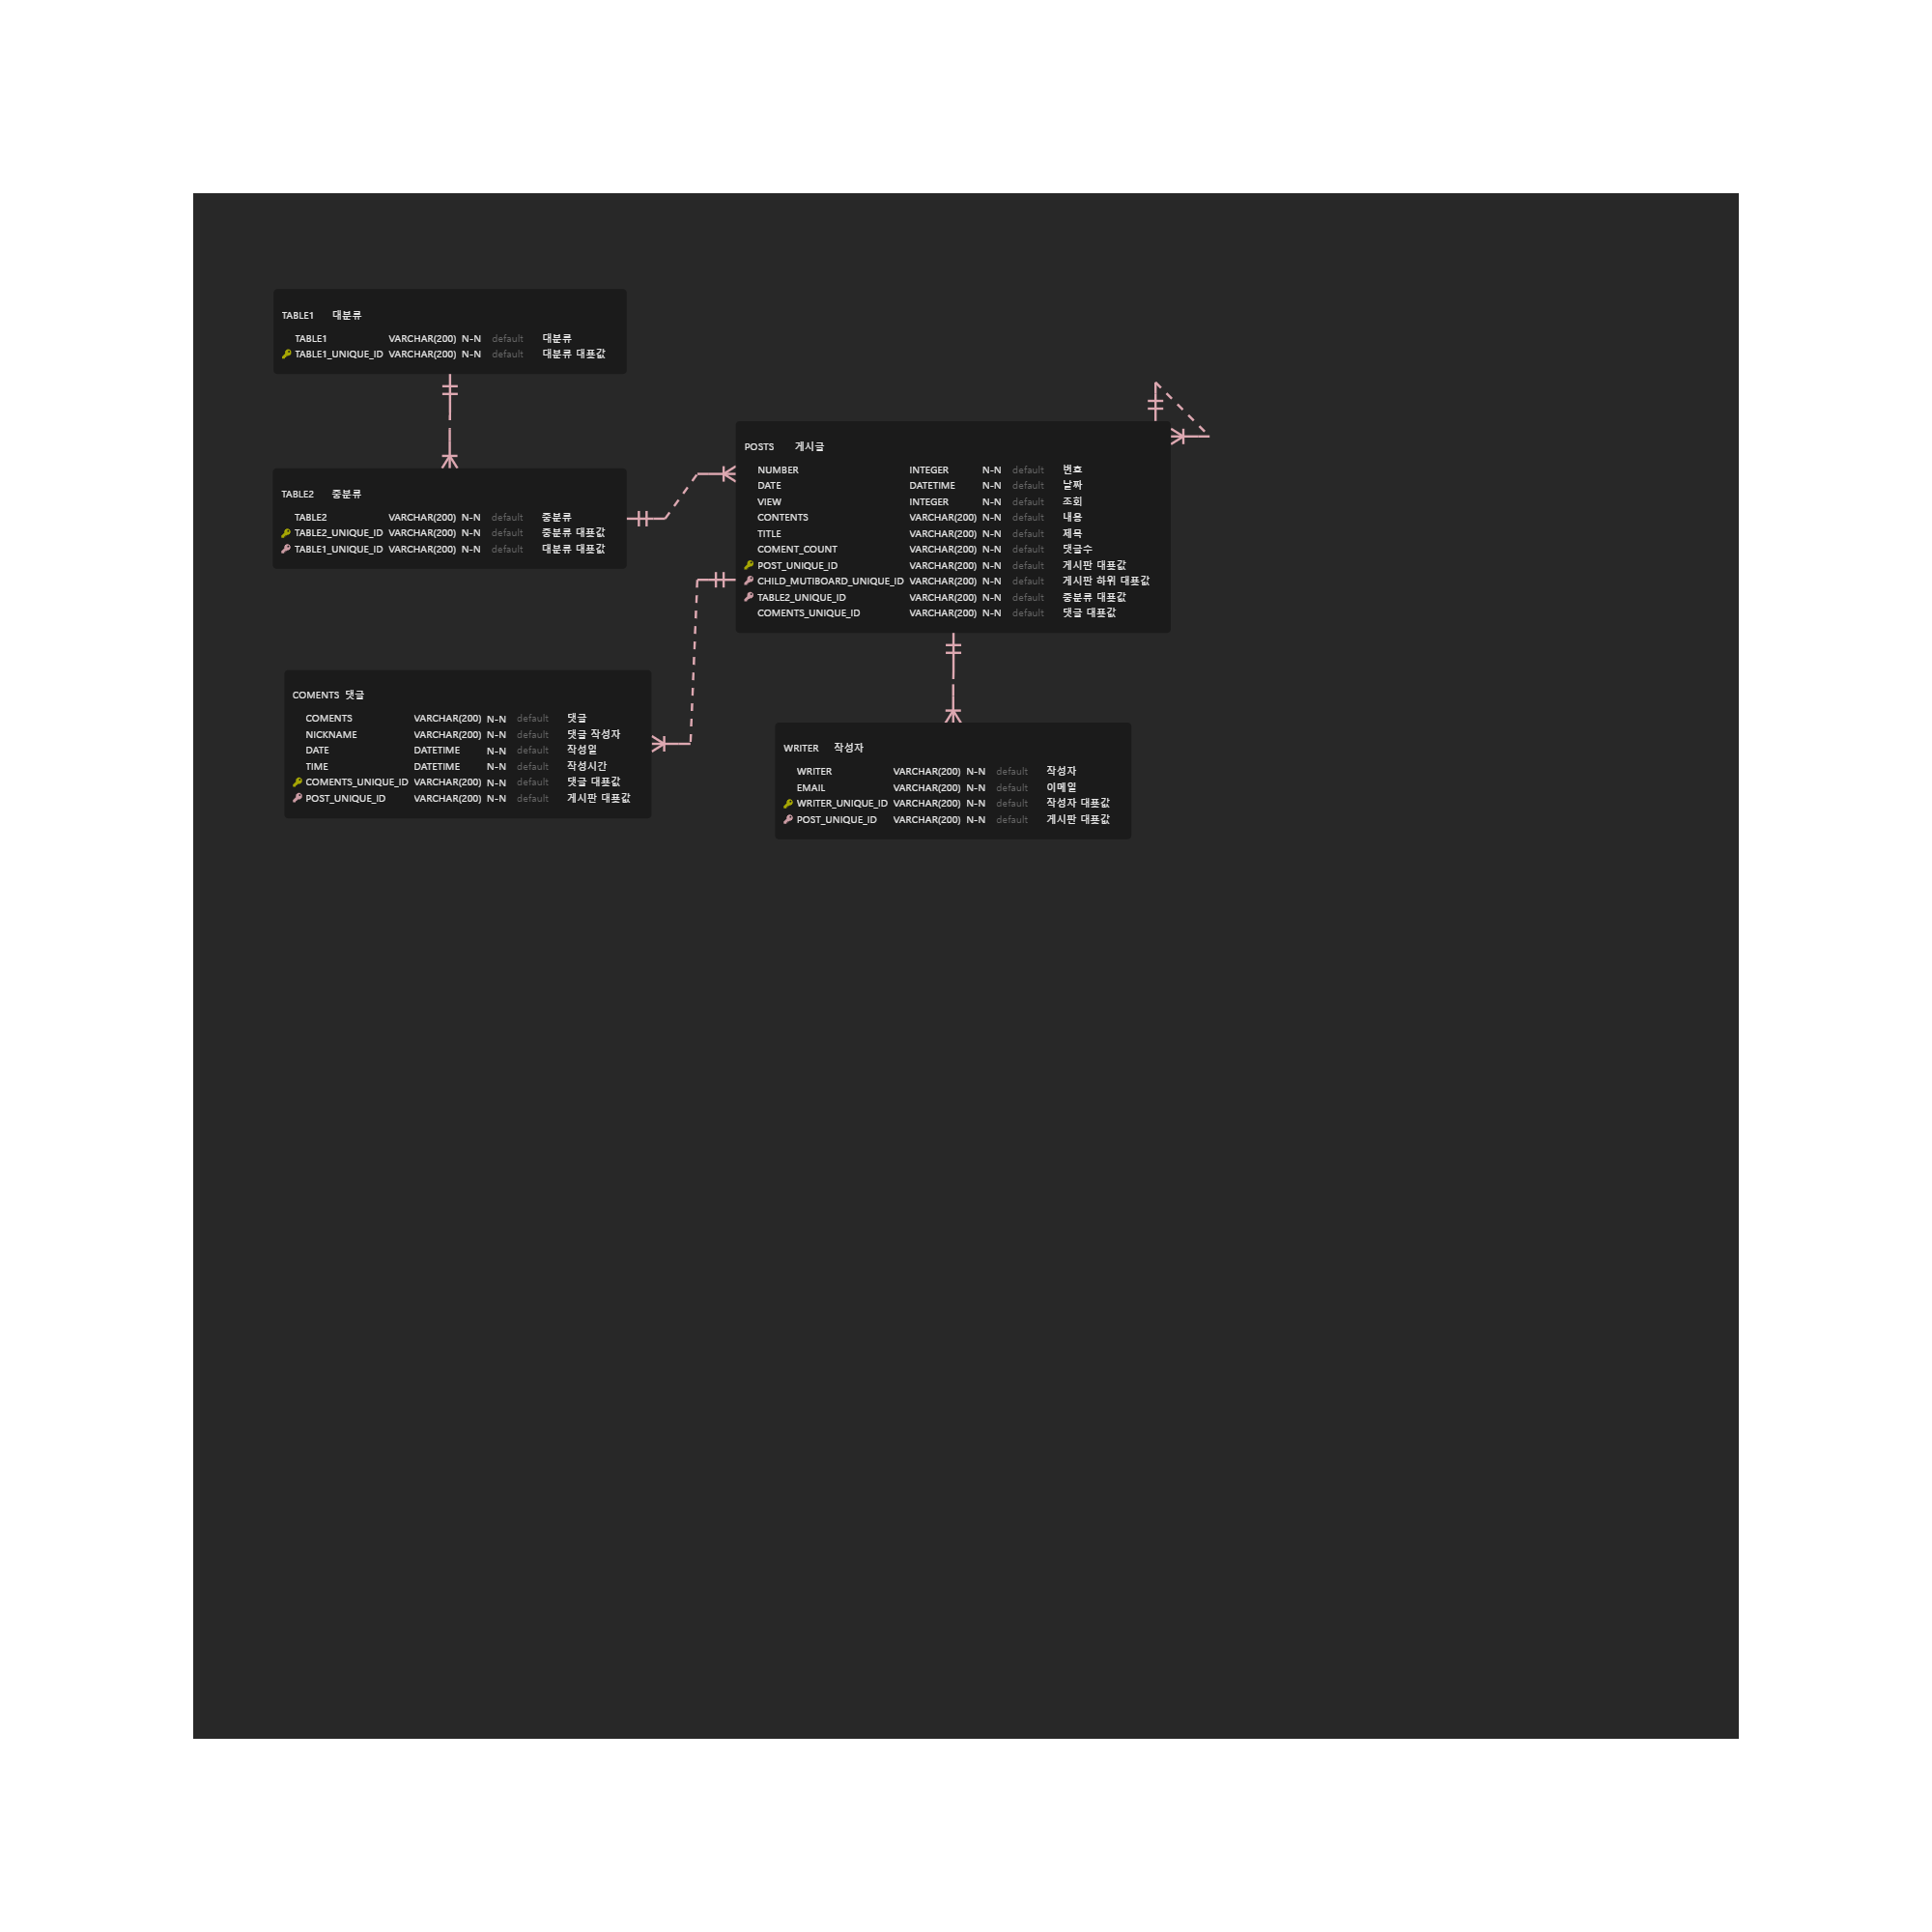 TABLE1 대분류
TABLE1 VARCHAR(200) N-N default 대분류
TABLE1_UNIQUE_ID VARCHAR(200) N-N default 대분류 대표값
TABLE2 중분류
TABLE2 VARCHAR(200) N-N default 중분류
TABLE2_UNIQUE_ID VARCHAR(200) N-N default 중분류 대표값
TABLE1_UNIQUE_ID VARCHAR(200) N-N default 대분류 대표값
POSTS 게시글
NUMBER INTEGER N-N default 번호
DATE DATETIME N-N default 날짜
VIEW INTEGER N-N default 조회
CONTENTS VARCHAR(200) N-N default 내용
TITLE VARCHAR(200) N-N default 제목
COMENT_COUNT VARCHAR(200) N-N default 댓글수
POST_UNIQUE_ID VARCHAR(200) N-N default 게시판 대표값
CHILD_MUTIBOARD_UNIQUE_ID VARCHAR(200) N-N default 게시판 하위 대표값
TABLE2_UNIQUE_ID VARCHAR(200) N-N default 중분류 대표값
COMENTS_UNIQUE_ID VARCHAR(200) N-N default 댓글 대표값
COMENTS 댓글
COMENTS VARCHAR(200) N-N default 댓글
NICKNAME VARCHAR(200) N-N default 댓글 작성자
DATE DATETIME N-N default 작성일
TIME DATETIME N-N default 작성시간
COMENTS_UNIQUE_ID VARCHAR(200) N-N default 댓글 대표값
POST_UNIQUE_ID VARCHAR(200) N-N default 게시판 대표값
WRITER 작성자
WRITER VARCHAR(200) N-N default 작성자
EMAIL VARCHAR(200) N-N default 이메일
WRITER_UNIQUE_ID VARCHAR(200) N-N default 작성자 대표값
POST_UNIQUE_ID VARCHAR(200) N-N default 게시판 대표값